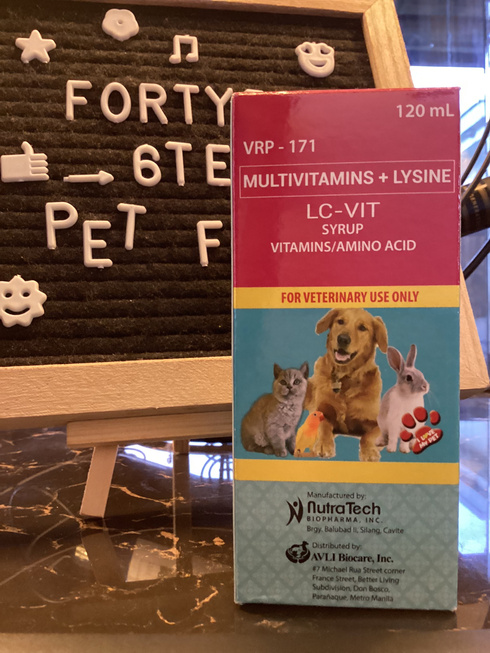 FORTY
6TE
PET F
120 mL
VRP - 171
MULTIVITAMINS + LYSINE
LC-VIT
SYRUP
VITAMINS/AMINO ACID
FOR VETERINARY USE ONLY
Manufactured by:
NutraTech
BIOPHARMA, INC.
Brgy, Balubad II, Silang, Cavite
Distributed by:
AVLI Biocare, Inc.
47 Michael Rua Street corner
France Street, Better Living
Subdivision, Don Bosco,
Parañaque, Metro Manila